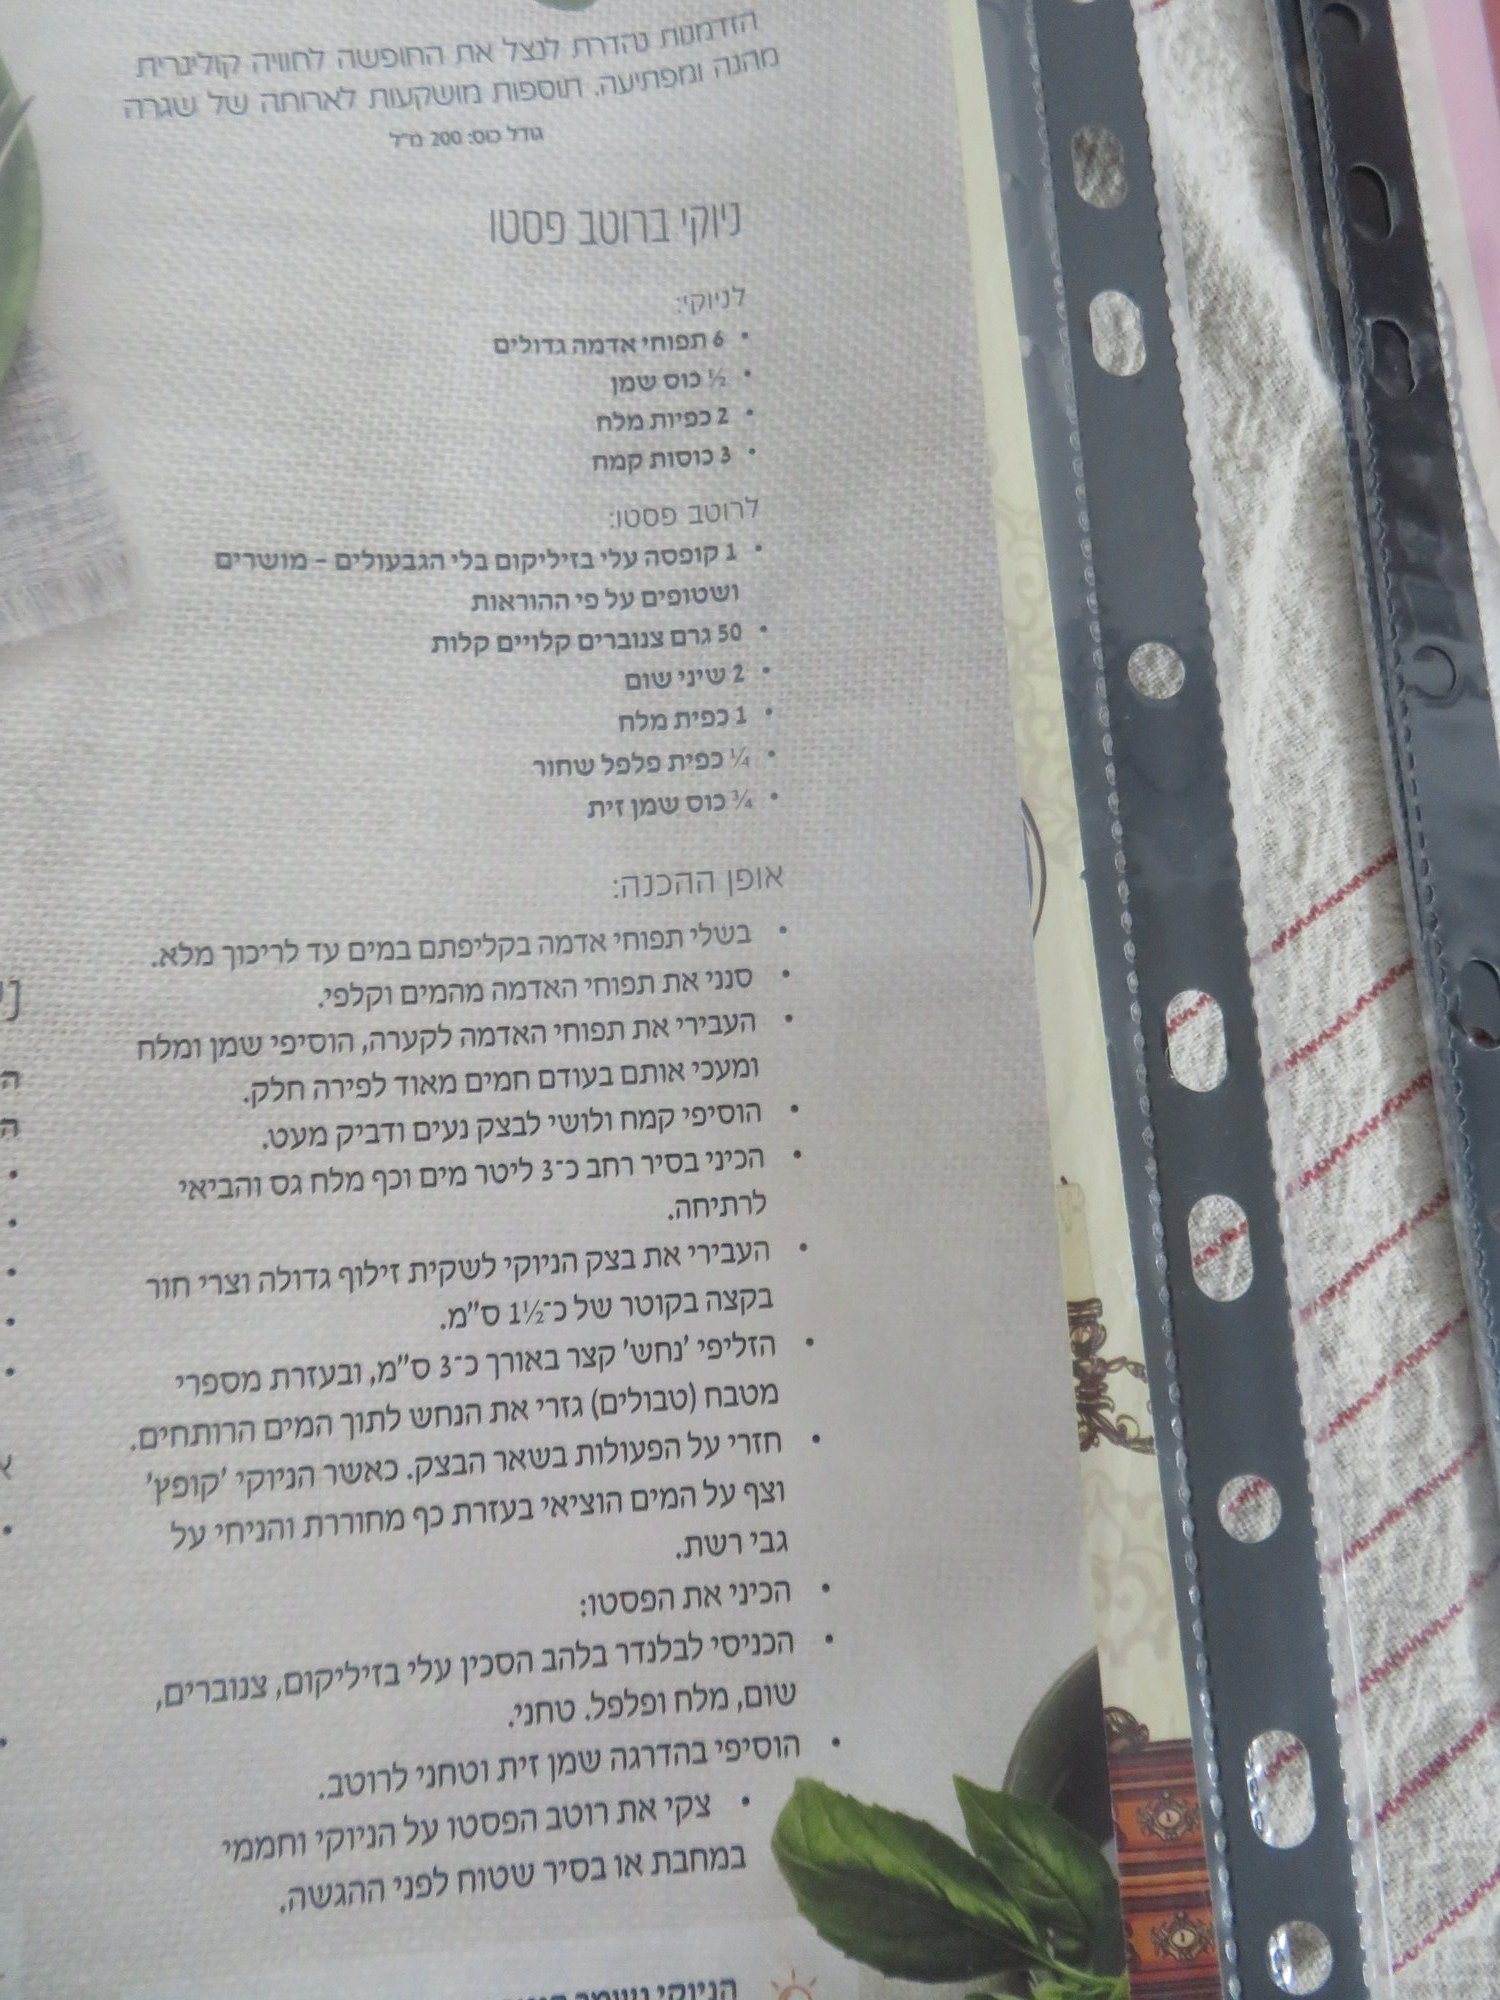 הזדמנות נהדרת לנצל את החופשה לחוויה קולינרית
מהנה ומפתיעה. תוספות מושקעות לארוחה של שגרה
גודל כוס: 200 מ"ל
ניוקי ברוטב פסטו
לניוקי:
• 6 תפוחי אדמה גדולים
• ½ כוס שמן
• 2 כפיות מלח
• 3 כוסות קמח
לרוטב פסטו:
• 1 קופסה עלי בזיליקום בלי הגבעולים – מושרים
ושטופים על פי ההוראות
• 50 גרם צנוברים קלויים קלות
• 2 שיני שום
• 1 כפית מלח
• ¼ כפית פלפל שחור
• ¾ כוס שמן זית
אופן ההכנה:
• בשלי תפוחי אדמה בקליפתם במים עד לריכוך מלא.
• סנני את תפוחי האדמה מהמים וקלפי.
• העבירי את תפוחי האדמה לקערה, הוסיפי שמן ומלח
ומעכי אותם בעודם חמים מאוד לפירה חלק.
• הוסיפי קמח ולושי לבצק נעים ודביק מעט.
• הכיני בסיר רחב כ־3 ליטר מים וכף מלח גס והביאי
לרתיחה.
• העבירי את בצק הניוקי לשקית זילוף גדולה וצרי חור
בקצה בקוטר של כ־1½ ס"מ.
• הזליפי 'נחש' קצר באורך כ־3 ס"מ, ובעזרת מספרי
מטבח (טבולים) גזרי את הנחש לתוך המים הרותחים.
• חזרי על הפעולות בשאר הבצק. כאשר הניוקי 'קופץ'
וצף על המים הוציאי בעזרת כף מחוררת והניחי על
גבי רשת.
• הכיני את הפסטו:
• הכניסי לבלנדר בלהב הסכין עלי בזיליקום, צנוברים,
שום, מלח ופלפל. טחני.
• הוסיפי בהדרגה שמן זית וטחני לרוטב.
• צקי את רוטב הפסטו על הניוקי וחממי
במחבת או בסיר שטוח לפני ההגשה.
הניוקי